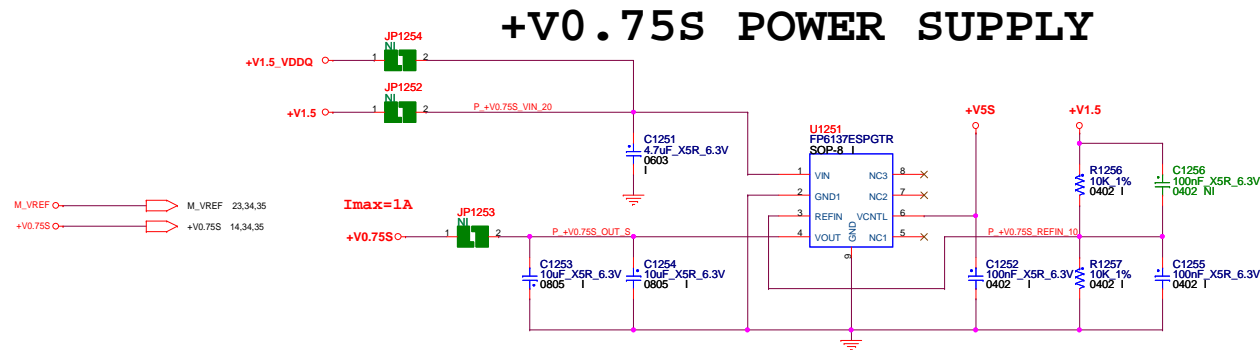 +V0.75S POWER SUPPLY
JP1254
NI
+V1.5_VDDQ
1
2
JP1252
NI
+V1.5
1
2
P_+V0.75S_VIN_20
C1251
4.7uF_X5R_6.3V
0603
I
U1251
FP6137ESPGTR
SOP-8 I
1 VIN
NC3 8
2 GND1
NC2 7
3 REFIN
VCNTL 6
4 VOUT
NC1 5
GND
9
+V5S
+V1.5
R1256
10K_1%
0402 I
C1256
100nF_X5R_6.3V
0402 NI
M_VREF
M_VREF 23,34,35
+V0.75S
+V0.75S 14,34,35
Imax=1A
JP1253
NI
+V0.75S
1
2
P_+V0.75S_OUT_S
P_+V0.75S_REFIN_10
C1253
10uF_X5R_6.3V
0805 I
C1254
10uF_X5R_6.3V
0805 I
C1252
100nF_X5R_6.3V
0402 I
R1257
10K_1%
0402 I
C1255
100nF_X5R_6.3V
0402 I